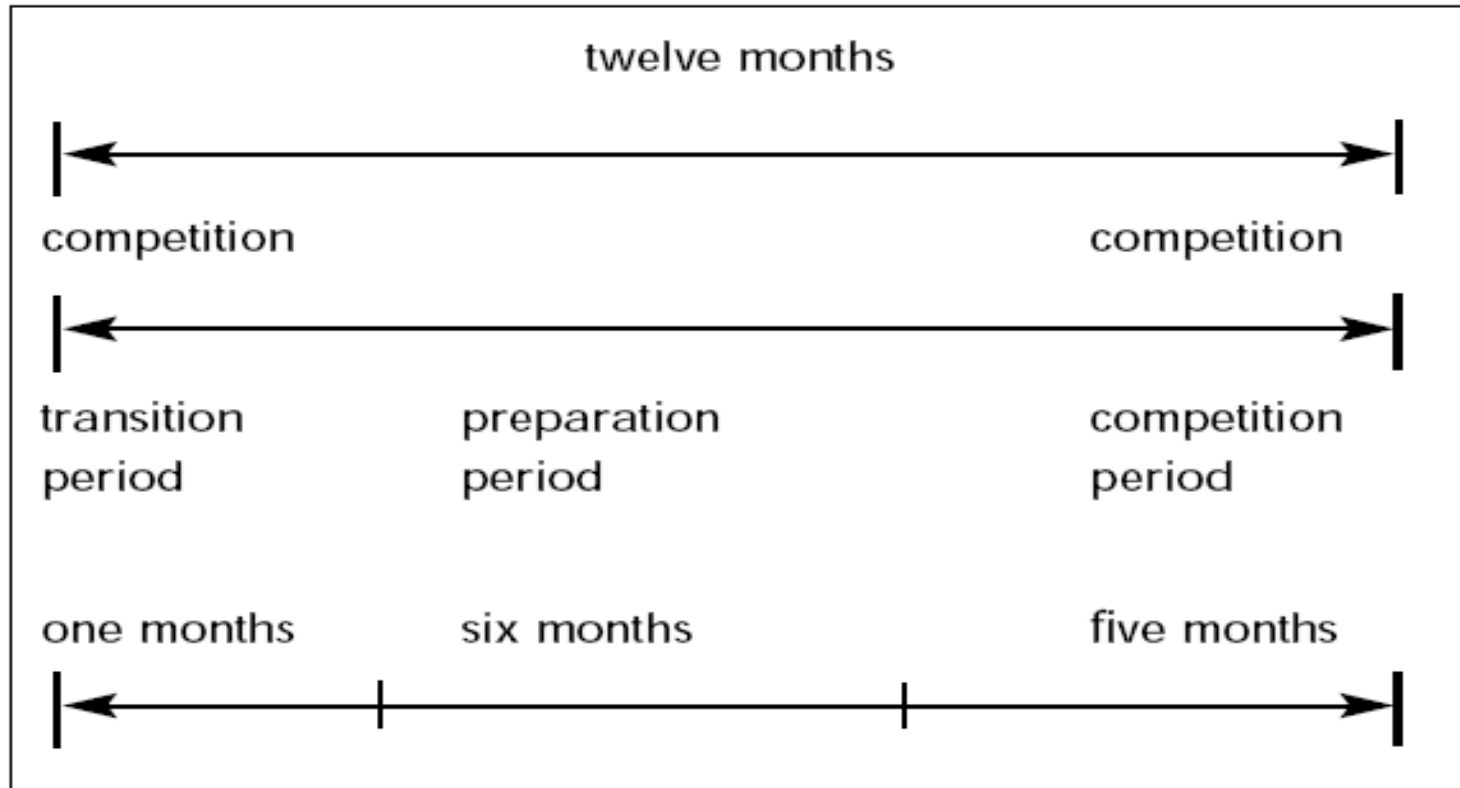 twelve months
competition competition
transition preparation competition
period period period
one months six months five months